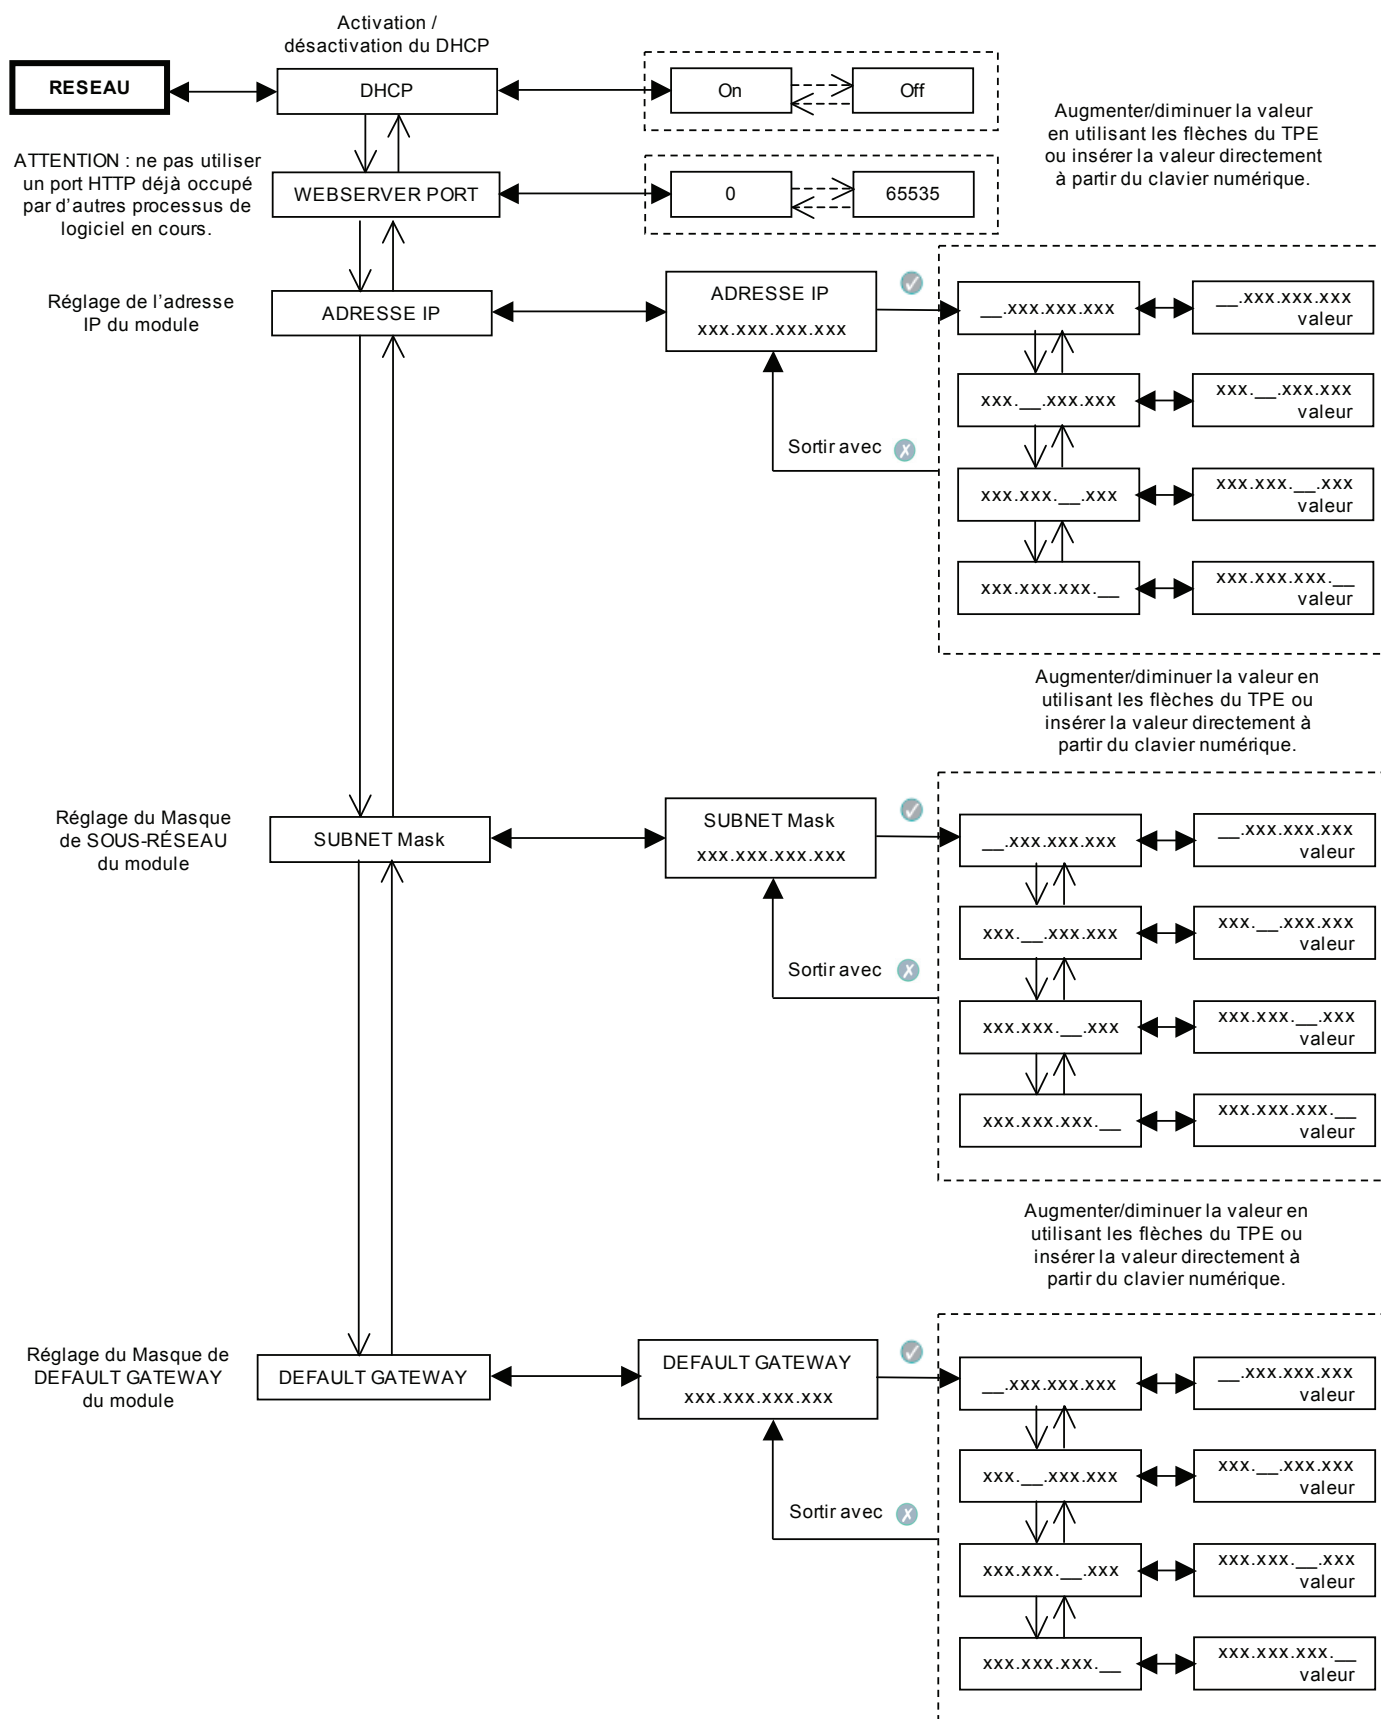 Activation /
désactivation du DHCP
RESEAU
DHCP
On
Off
Augmenter/diminuer la valeur
en utilisant les flèches du TPE
ou insérer la valeur directement
à partir du clavier numérique.
ATTENTION : ne pas utiliser
un port HTTP déjà occupé
par d'autres processus de
logiciel en cours.
WEBSERVER PORT
0
65535
Réglage de l'adresse
IP du module
ADRESSE IP
ADRESSE IP
xxx.xxx.xxx.xxx
__.xxx.xxx.xxx
__.xxx.xxx.xxx
valeur
xxx.__.xxx.xxx
xxx.__.xxx.xxx
valeur
Sortir avec
xxx.xxx.__.xxx
xxx.xxx.__.xxx
valeur
xxx.xxx.xxx.__
xxx.xxx.xxx.__
valeur
Augmenter/diminuer la valeur en
utilisant les flèches du TPE ou
insérer la valeur directement à
partir du clavier numérique.
Réglage du Masque
de SOUS-RÉSEAU
du module
SUBNET Mask
SUBNET Mask
xxx.xxx.xxx.xxx
__.xxx.xxx.xxx
__.xxx.xxx.xxx
valeur
xxx.__.xxx.xxx
xxx.__.xxx.xxx
valeur
Sortir avec
xxx.xxx.__.xxx
xxx.xxx.__.xxx
valeur
xxx.xxx.xxx.__
xxx.xxx.xxx.__
valeur
Augmenter/diminuer la valeur en
utilisant les flèches du TPE ou
insérer la valeur directement à
partir du clavier numérique.
Réglage du Masque de
DEFAULT GATEWAY
du module
DEFAULT GATEWAY
DEFAULT GATEWAY
xxx.xxx.xxx.xxx
__.xxx.xxx.xxx
__.xxx.xxx.xxx
valeur
xxx.__.xxx.xxx
xxx.__.xxx.xxx
valeur
Sortir avec
xxx.xxx.__.xxx
xxx.xxx.__.xxx
valeur
xxx.xxx.xxx.__
xxx.xxx.xxx.__
valeur